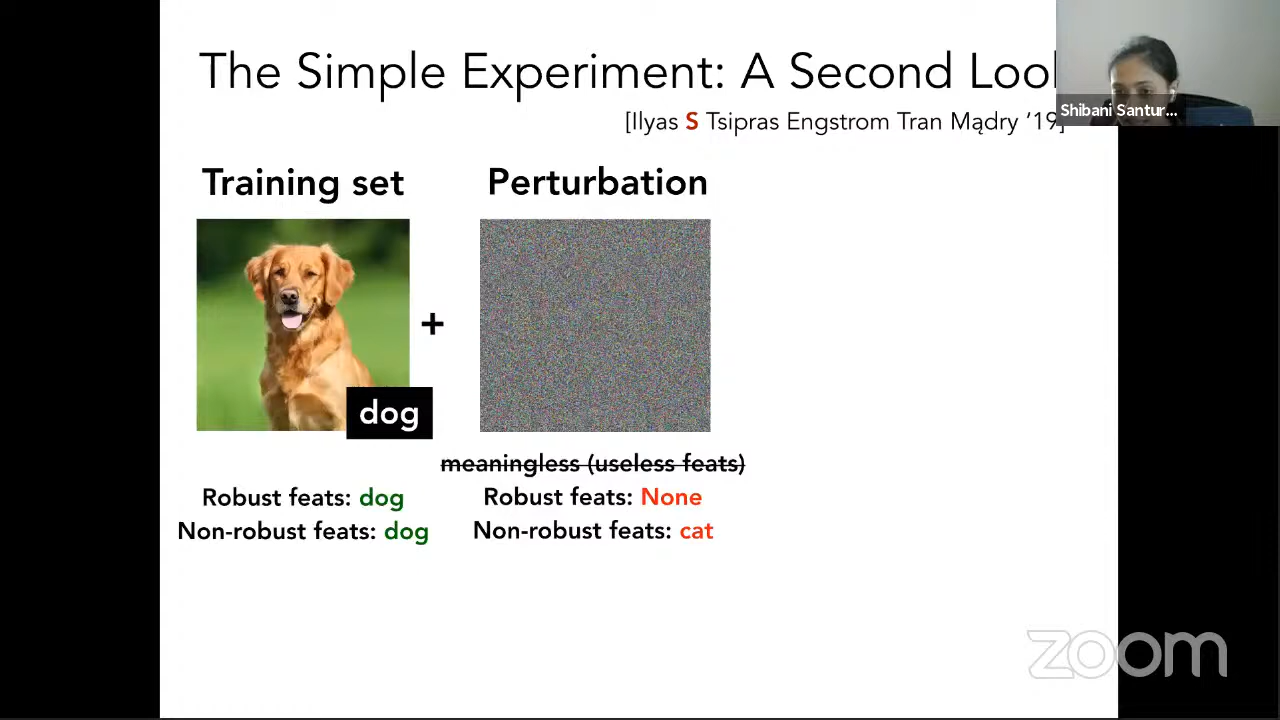 The Simple Experiment: A Second Look
Shibani Santur...
[Ilyas S Tsipras Engstrom Tran Mądry ’19]
Training set
Perturbation
+
dog
meaningless (useless feats)
Robust feats: dog
Robust feats: None
Non-robust feats: dog
Non-robust feats: cat
zoom